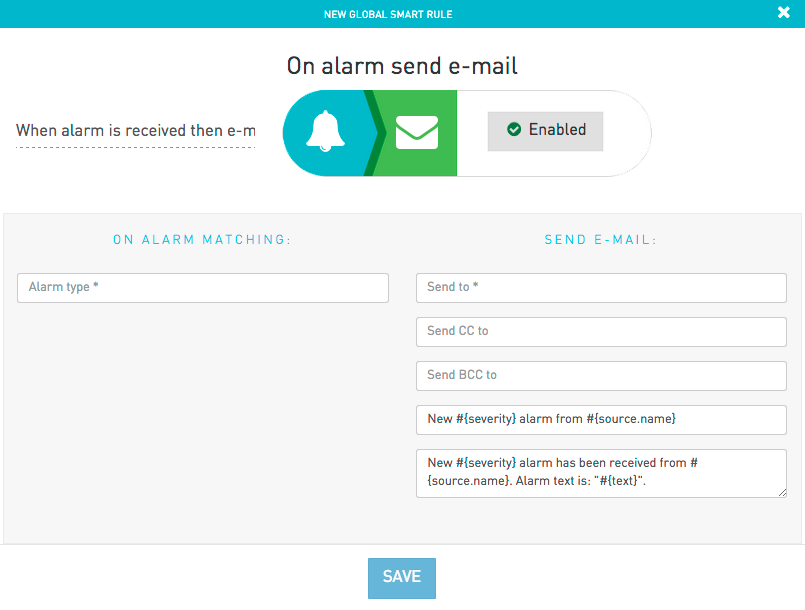 NEW GLOBAL SMART RULE
On alarm send e-mail
When alarm is received then e-m
Enabled
ON ALARM MATCHING:
SEND E-MAIL:
Alarm type *
Send to *
Send CC to
Send BCC to
New #{severity} alarm from #{source.name}
New #{severity} alarm has been received from #
{source.name}. Alarm text is: "#{text}".
SAVE